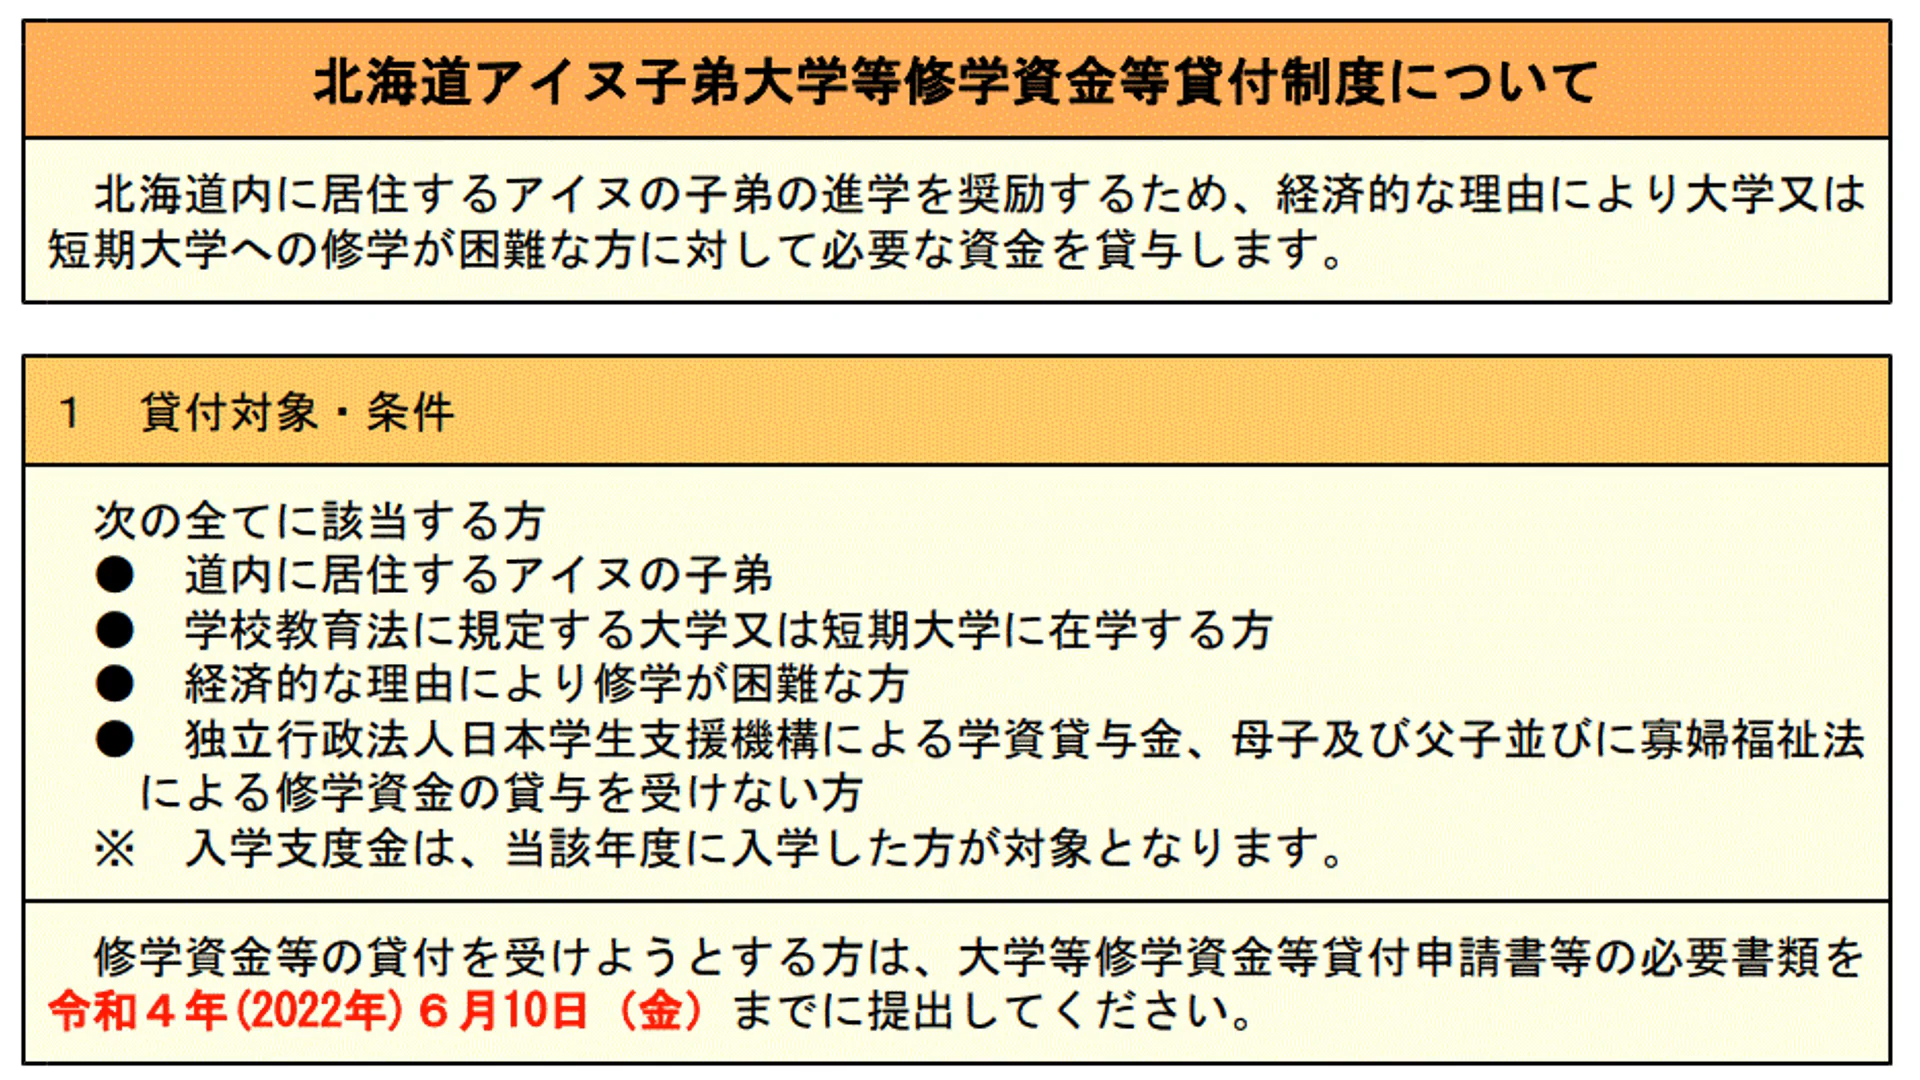 北海道アイヌ子弟大学等修学資金等貸付制度について
北海道内に居住するアイヌの子弟の進学を奨励するため、経済的な理由により大学又は
短期大学への修学が困難な方に対して必要な資金を貸与します。
１　貸付対象・条件
次の全てに該当する方
●　道内に居住するアイヌの子弟
●　学校教育法に規定する大学又は短期大学に在学する方
●　経済的な理由により修学が困難な方
●　独立行政法人日本学生支援機構による学資貸与金、母子及び父子並びに寡婦福祉法
による修学資金の貸与を受けない方
※　入学支度金は、当該年度に入学した方が対象となります。
修学資金等の貸付を受けようとする方は、大学等修学資金等貸付申請書等の必要書類を
令和４年(2022年)６月10日（金）までに提出してください。